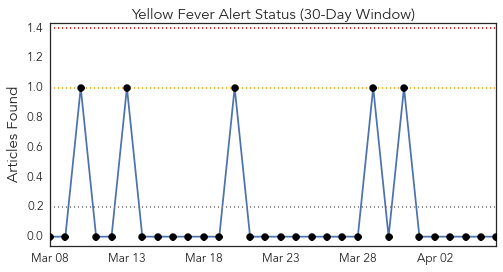 Yellow Fever Alert Status (30-Day Window)
Articles Found
1.4
1.2
1.0
0.8
0.6
0.4
0.2
0.0
Mar 08 Mar 13 Mar 18 Mar 23 Mar 28 Apr 02